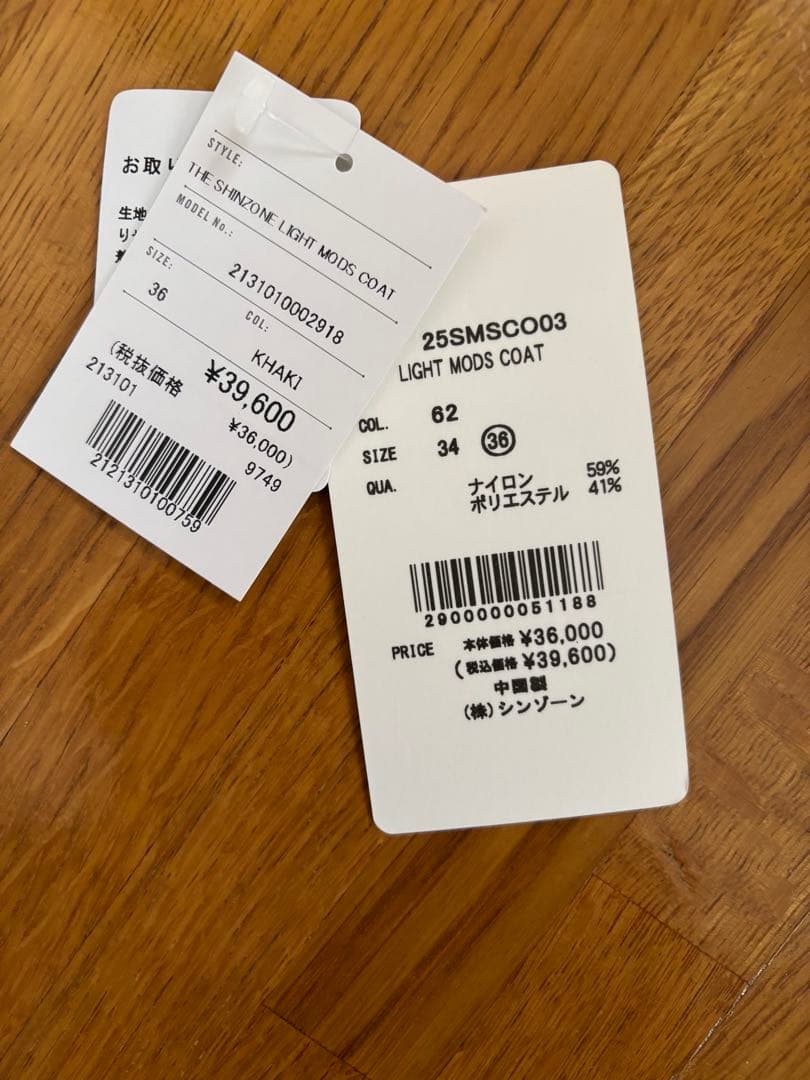 お取り
生地
り
STYLE:
THE SHINZONE LIGHT MODS COAT
MODEL No.:
2131010002918
SIZE:
36
COL:
KHAKI
¥39,600
(税抜価格 ¥36,000)
213101
9749
2121310100759
25SMSCO03
LIGHT MODS COAT
COL. 62
SIZE 34 36
QUA. ナイロン 59%
ポリエステル 41%
2900000051188
PRICE 本体価格 ¥36,000
(税込価格 ¥39,600)
中国製
(株)シンゾーン